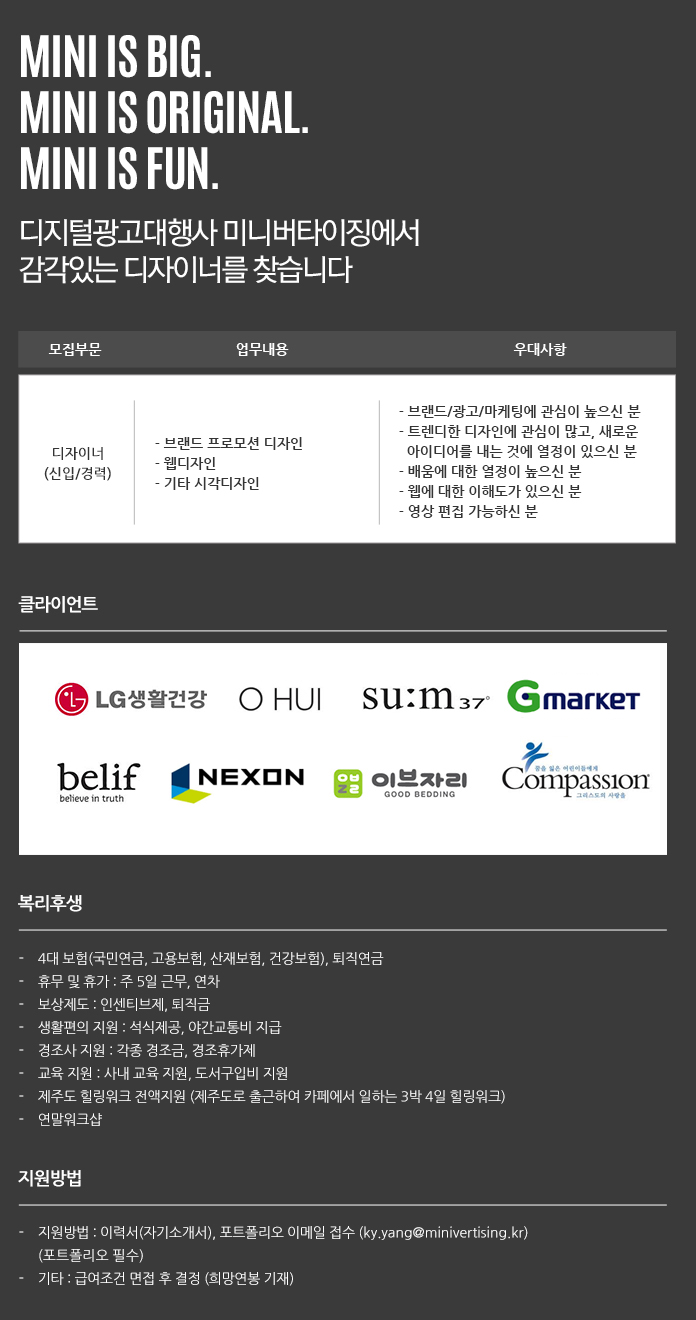 MINI IS BIG.
MINI IS ORIGINAL.
MINI IS FUN.
디지털광고대행사 미니버타이징에서
감각있는 디자이너를 찾습니다
모집부문 업무내용 우대사항
디자이너
(신입/경력)
- 브랜드 프로모션 디자인
- 웹디자인
- 기타 시각디자인
- 브랜드/광고/마케팅에 관심이 높으신 분
- 트렌디한 디자인에 관심이 많고, 새로운
아이디어를 내는 것에 열정이 있으신 분
- 배움에 대한 열정이 높으신 분
- 웹에 대한 이해도가 있으신 분
- 영상 편집 가능하신 분
클라이언트
LG생활건강
O HUI
su:m 37°
Gmarket
belif
believe in truth
NEXON
이브자리
GOOD BEDDING
꿈을 잃은 어린이들에게
Compassion
그리스도의 사랑을
복리후생
- 4대 보험(국민연금, 고용보험, 산재보험, 건강보험), 퇴직연금
- 휴무 및 휴가 : 주 5일 근무, 연차
- 보상제도 : 인센티브제, 퇴직금
- 생활편의 지원 : 석식제공, 야간교통비 지급
- 경조사 지원 : 각종 경조금, 경조휴가제
- 교육 지원 : 사내 교육 지원, 도서구입비 지원
- 제주도 힐링워크 전액지원 (제주도로 출근하여 카페에서 일하는 3박 4일 힐링워크)
- 연말워크샵
지원방법
- 지원방법 : 이력서(자기소개서), 포트폴리오 이메일 접수 (ky.yang@minivertising.kr)
(포트폴리오 필수)
- 기타 : 급여조건 면접 후 결정 (희망연봉 기재)